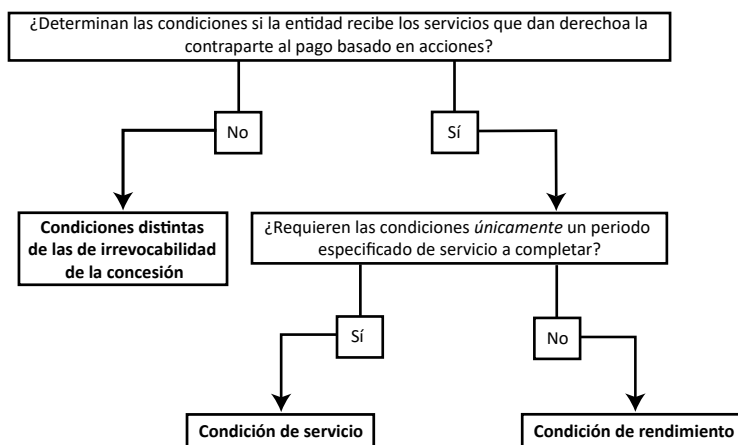 ¿Determinan las condiciones si la entidad recibe los servicios que dan derechoa la
contraparte al pago basado en acciones?
No
Sí
Condiciones distintas
de las de irrevocabilidad
de la concesión
¿Requieren las condiciones únicamente un periodo
especificado de servicio a completar?
Sí
No
Condición de servicio
Condición de rendimiento